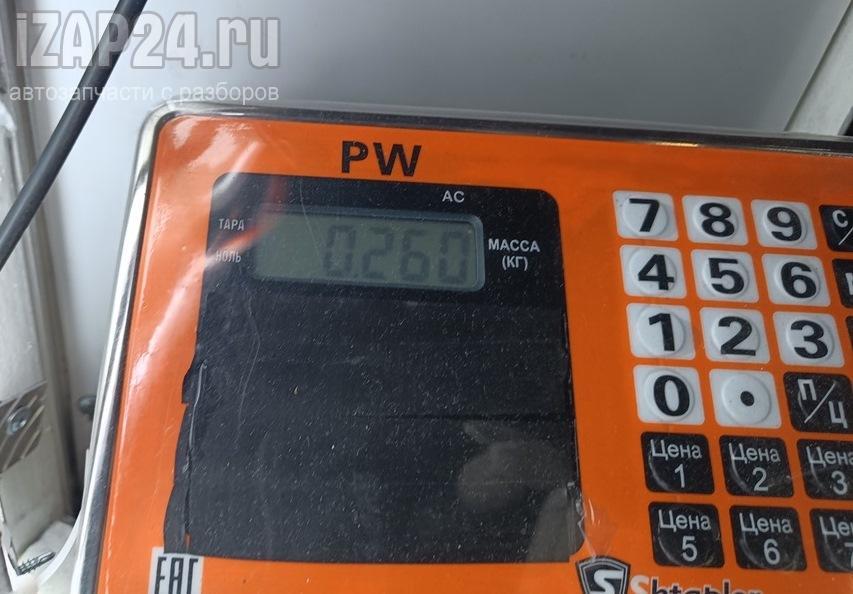 iZAP24.ru
автозапчасти с разборов
PW
AC
ТАРА
НОЛЬ
0.260
МАССА
(КГ)
7 8 9
4 5 6
1 2 3
0 .
П/Ц
Цена 1
Цена 2
Цена 3
Цена 5
Цена 6
EAC
Shtapler